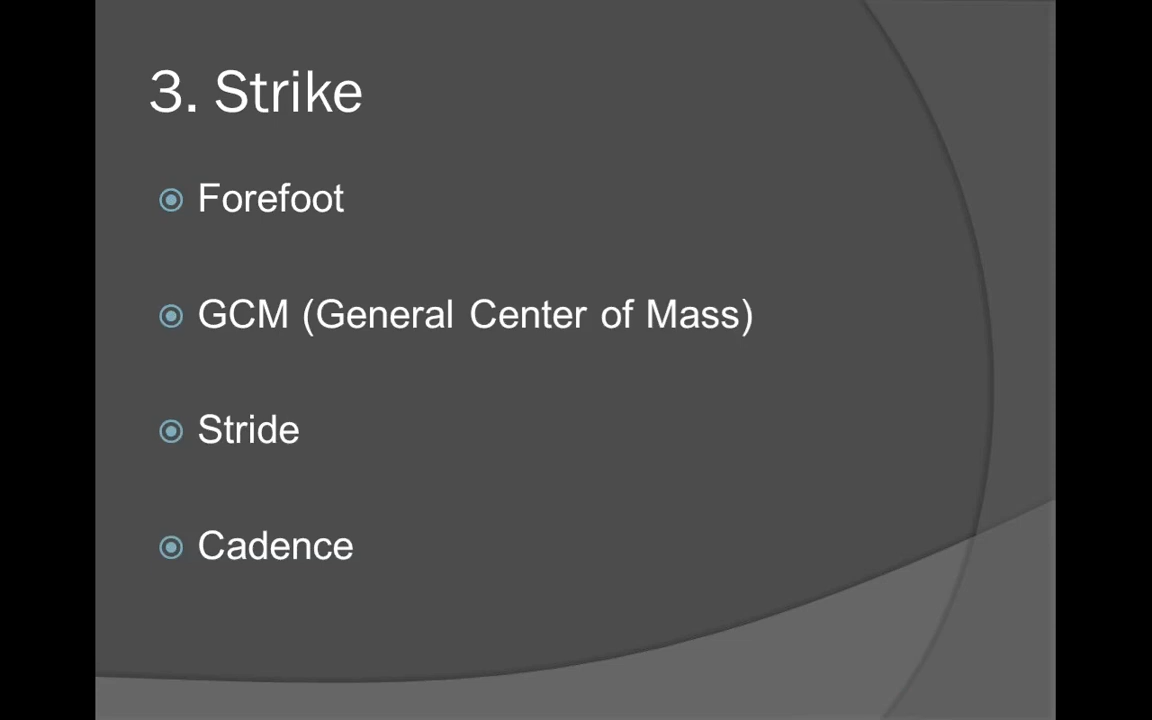 3. Strike
Forefoot
GCM (General Center of Mass)
Stride
Cadence